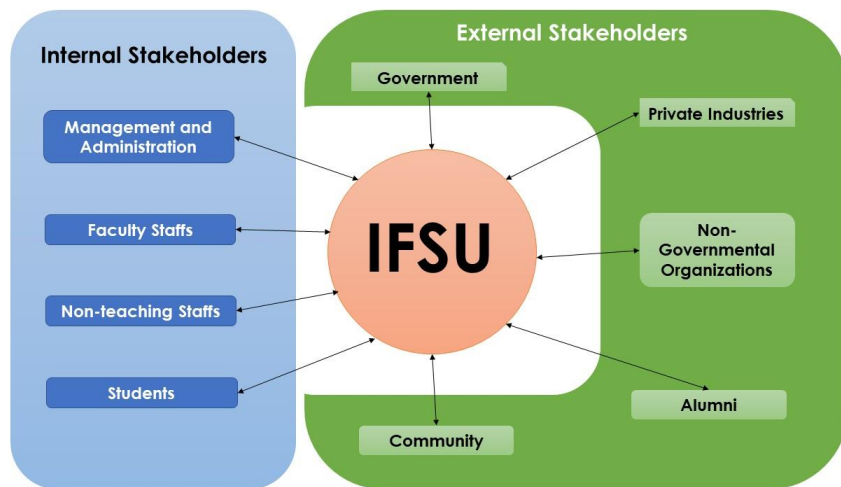 Internal Stakeholders
Management and
Administration
Faculty Staffs
Non-teaching Staffs
Students
IFSU
External Stakeholders
Government
Private Industries
Non-
Governmental
Organizations
Alumni
Community